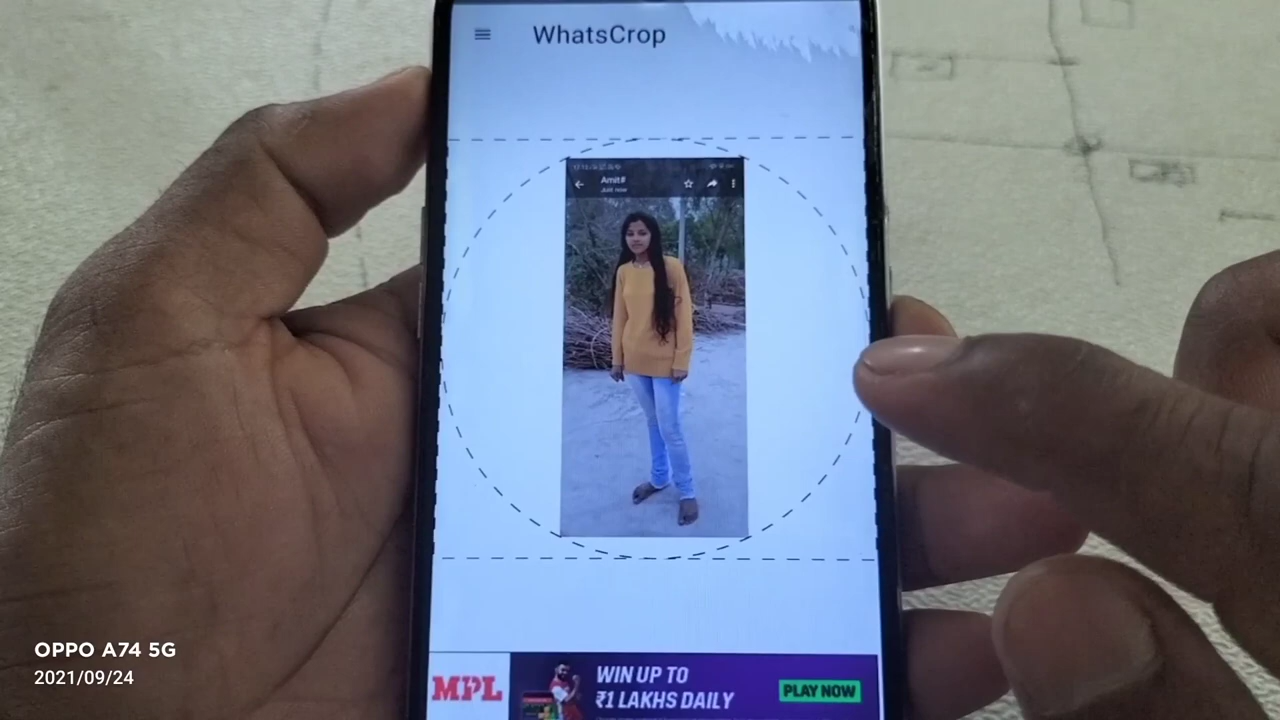 WhatsCrop
Amit#
Just now
MPL
WIN UP TO
₹1 LAKHS DAILY
PLAY NOW
OPPO A74 5G
2021/09/24